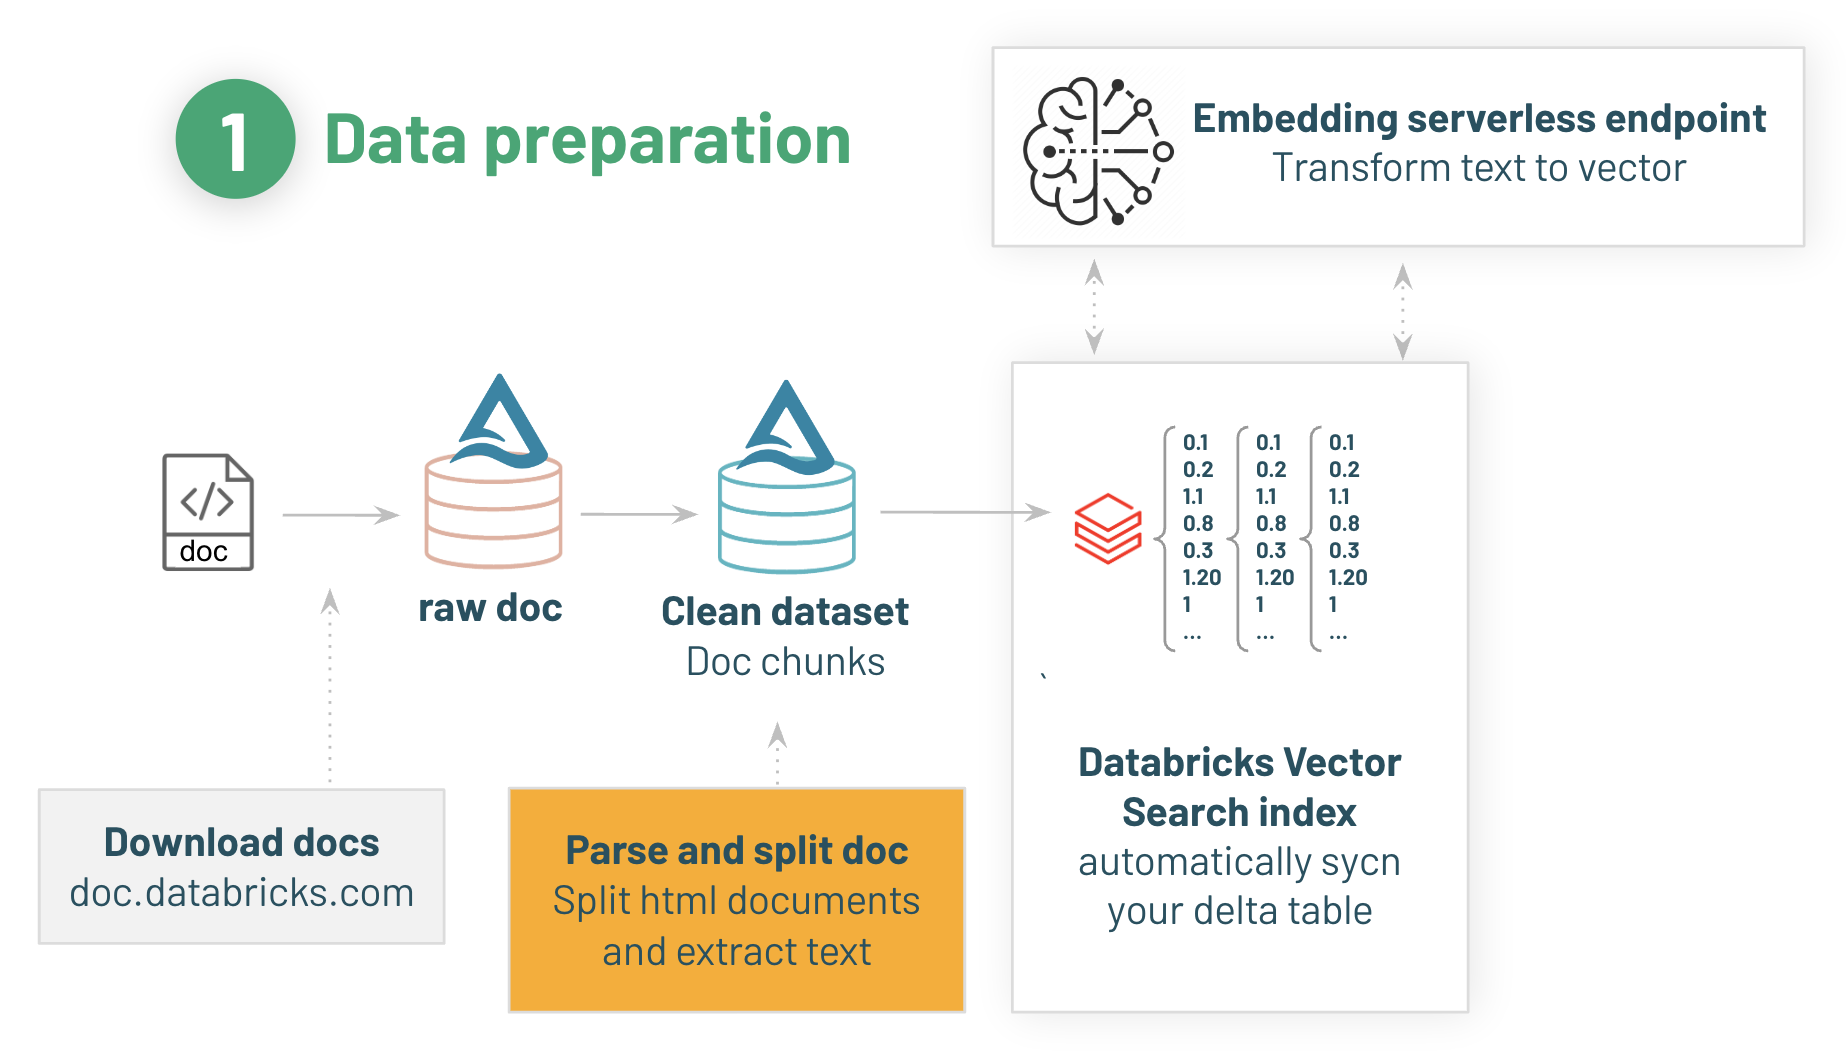 1 Data preparation
Embedding serverless endpoint
Transform text to vector
doc
raw doc
Clean dataset
Doc chunks
0.1 0.1 0.1
0.2 0.2 0.2
1.1 1.1 1.1
0.8 0.8 0.8
0.3 0.3 0.3
1.20 1.20 1.20
1 1 1
... ... ...
`
Download docs
doc.databricks.com
Parse and split doc
Split html documents
and extract text
Databricks Vector
Search index
automatically sycn
your delta table